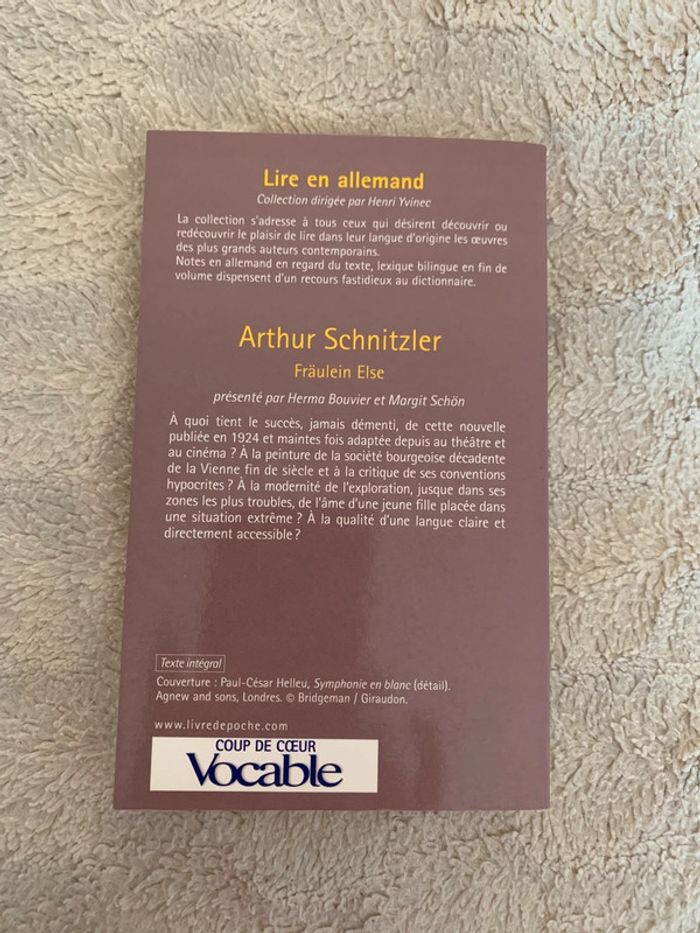 Lire en allemand
Collection dirigée par Henri Yvinec
La collection s'adresse à tous ceux qui désirent découvrir ou
redécouvrir le plaisir de lire dans leur langue d'origine les œuvres
des plus grands auteurs contemporains.
Notes en allemand en regard du texte, lexique bilingue en fin de
volume dispensent d'un recours fastidieux au dictionnaire.
Arthur Schnitzler
Fräulein Else
présenté par Herma Bouvier et Margit Schön
À quoi tient le succès, jamais démenti, de cette nouvelle
publiée en 1924 et maintes fois adaptée depuis au théâtre et
au cinéma ? À la peinture de la société bourgeoise décadente
de la Vienne fin de siècle et à la critique de ses conventions
hypocrites ? À la modernité de l'exploration, jusque dans ses
zones les plus troubles, de l'âme d'une jeune fille placée dans
une situation extrême ? À la qualité d'une langue claire et
directement accessible ?
Texte intégral
Couverture : Paul-César Helleu, Symphonie en blanc (détail).
Agnew and sons, Londres. © Bridgeman / Giraudon.
www.livredepoche.com
COUP DE CŒUR
Vocable